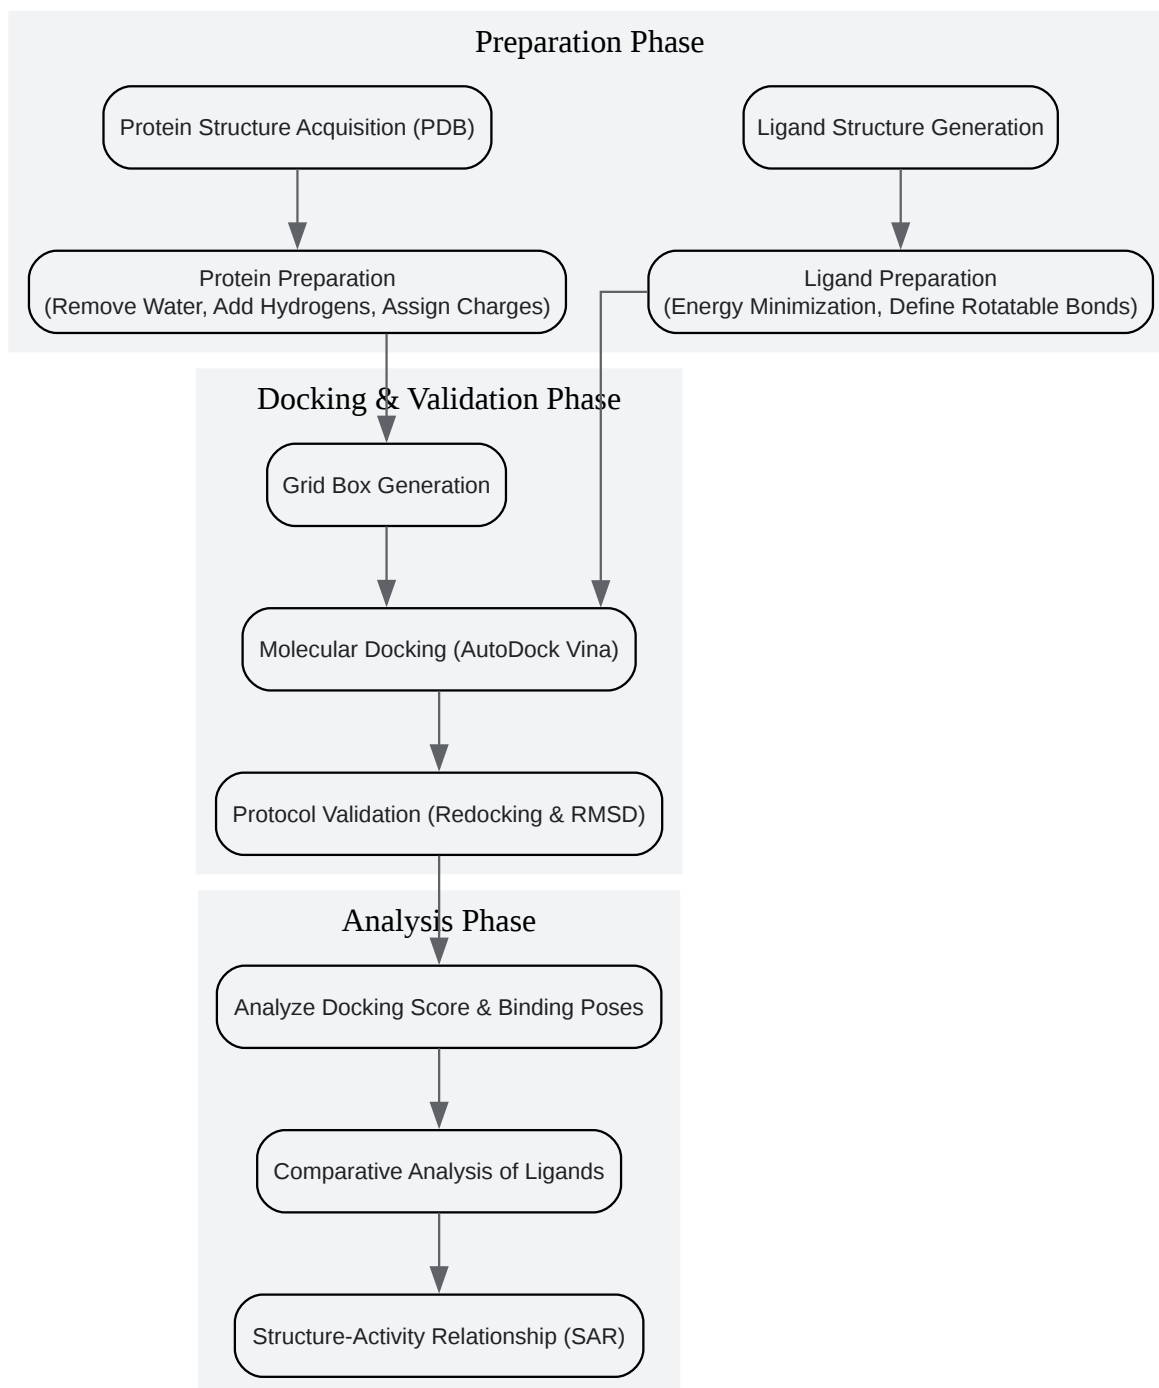 Preparation Phase
Protein Structure Acquisition (PDB)
Ligand Structure Generation
Protein Preparation
(Remove Water, Add Hydrogens, Assign Charges)
Ligand Preparation
(Energy Minimization, Define Rotatable Bonds)
Docking & Validation Phase
Grid Box Generation
Molecular Docking (AutoDock Vina)
Protocol Validation (Redocking & RMSD)
Analysis Phase
Analyze Docking Score & Binding Poses
Comparative Analysis of Ligands
Structure-Activity Relationship (SAR)